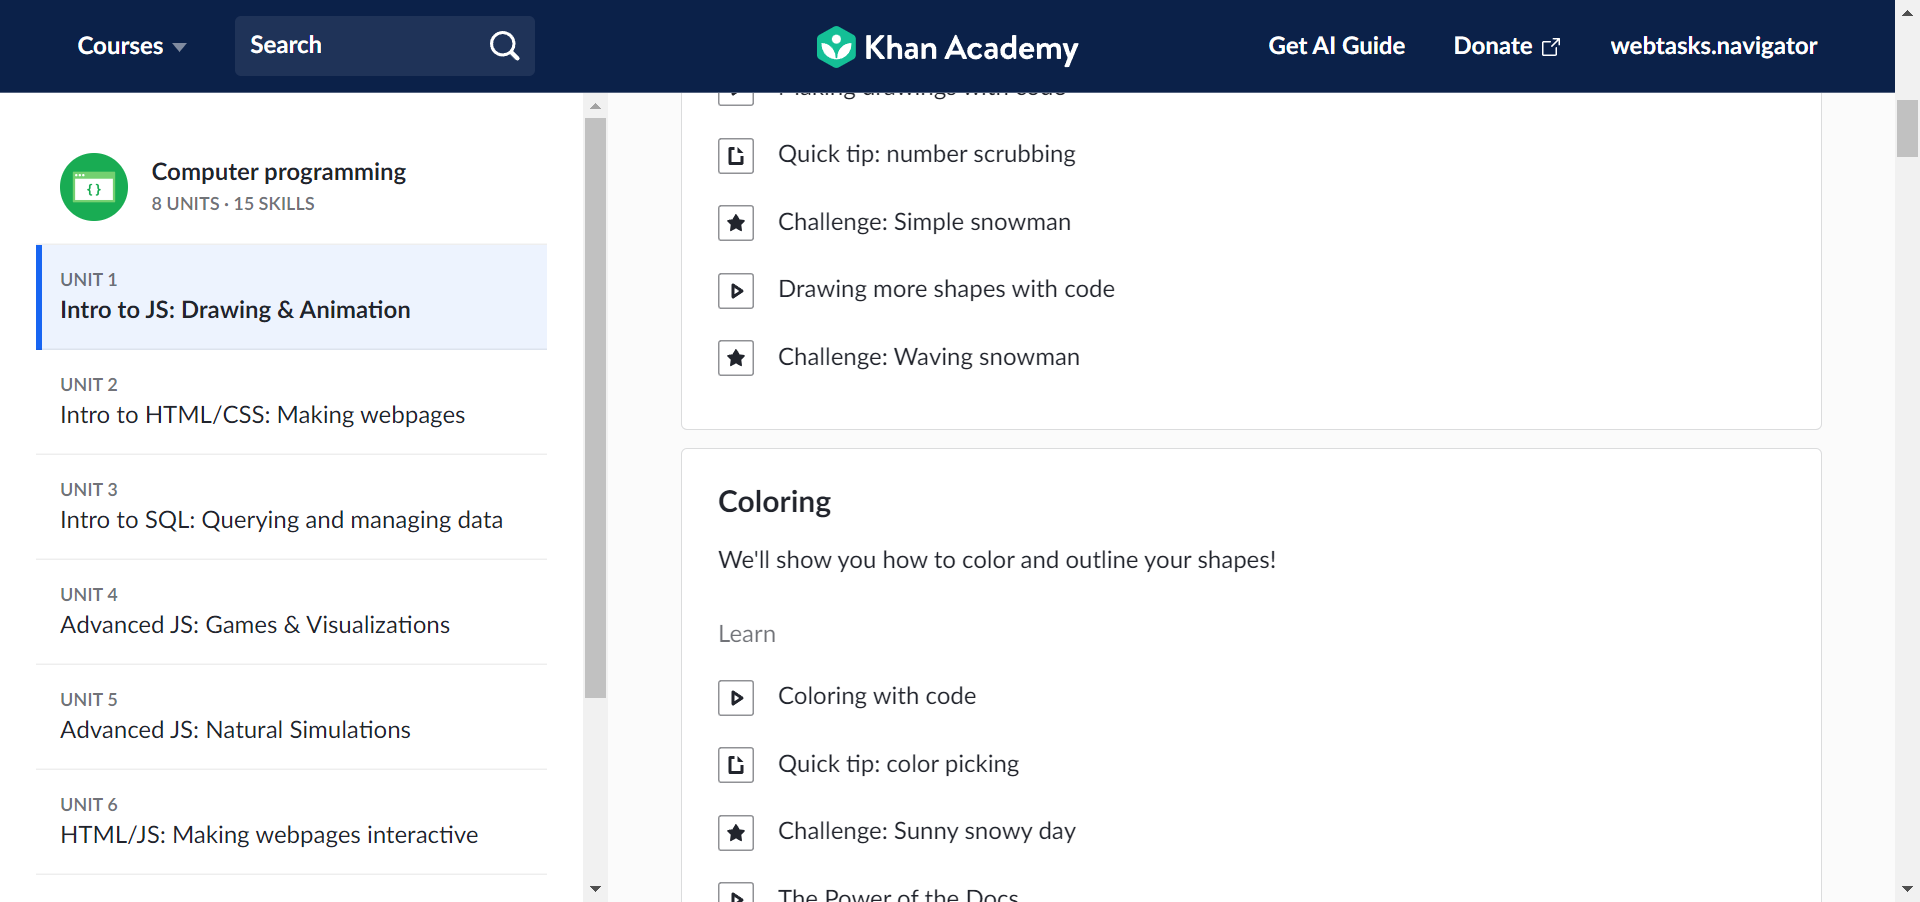 Courses
Search
Khan Academy
Get AI Guide
Donate
webtasks.navigator
Computer programming
8 UNITS · 15 SKILLS
UNIT 1
Intro to JS: Drawing & Animation
UNIT 2
Intro to HTML/CSS: Making webpages
UNIT 3
Intro to SQL: Querying and managing data
UNIT 4
Advanced JS: Games & Visualizations
UNIT 5
Advanced JS: Natural Simulations
UNIT 6
HTML/JS: Making webpages interactive
Making drawings with code
Quick tip: number scrubbing
Challenge: Simple snowman
Drawing more shapes with code
Challenge: Waving snowman
Coloring
We'll show you how to color and outline your shapes!
Learn
Coloring with code
Quick tip: color picking
Challenge: Sunny snowy day
The Power of the Docs